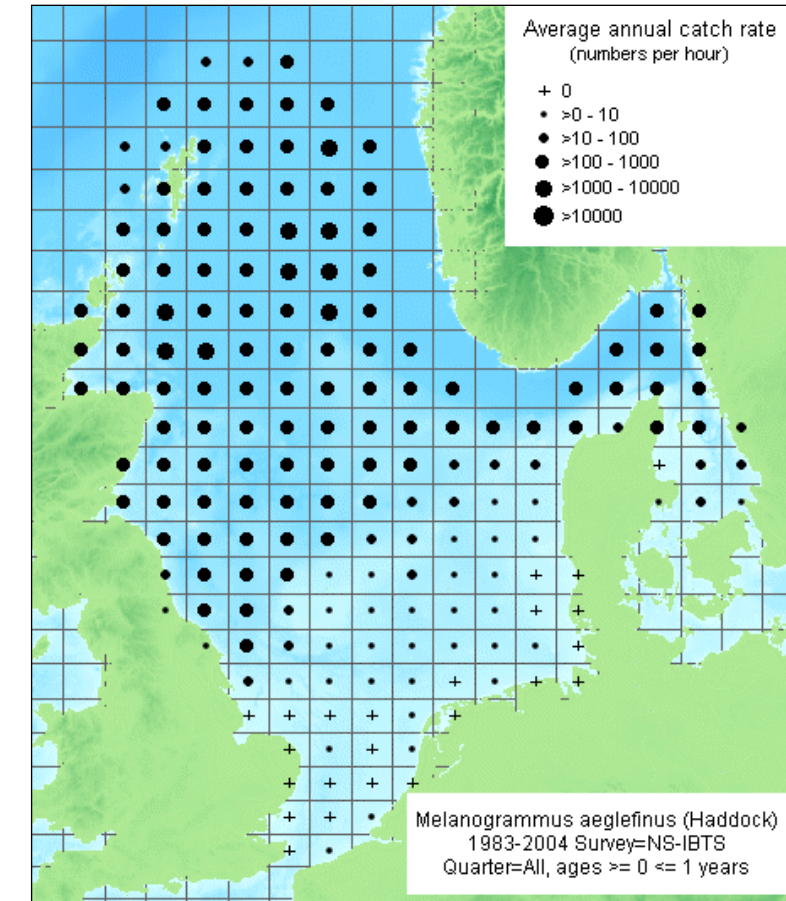 Average annual catch rate
(numbers per hour)
0
>0 - 10
>10 - 100
>100 - 1000
>1000 - 10000
>10000
Melanogrammus aeglefinus (Haddock)
1983-2004 Survey=NS-IBTS
Quarter=All, ages >= 0 <= 1 years